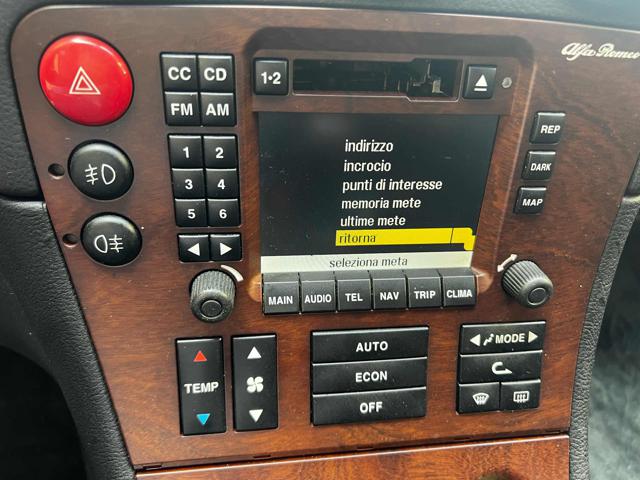 Alfa Romeo
CC CD
FM AM
1•2
1 2
3 4
5 6
indirizzo
incrocio
punti di interesse
memoria mete
ultime mete
ritorna
seleziona meta
REP
DARK
MAP
MAIN AUDIO TEL NAV TRIP CLIMA
TEMP
AUTO
ECON
OFF
MODE